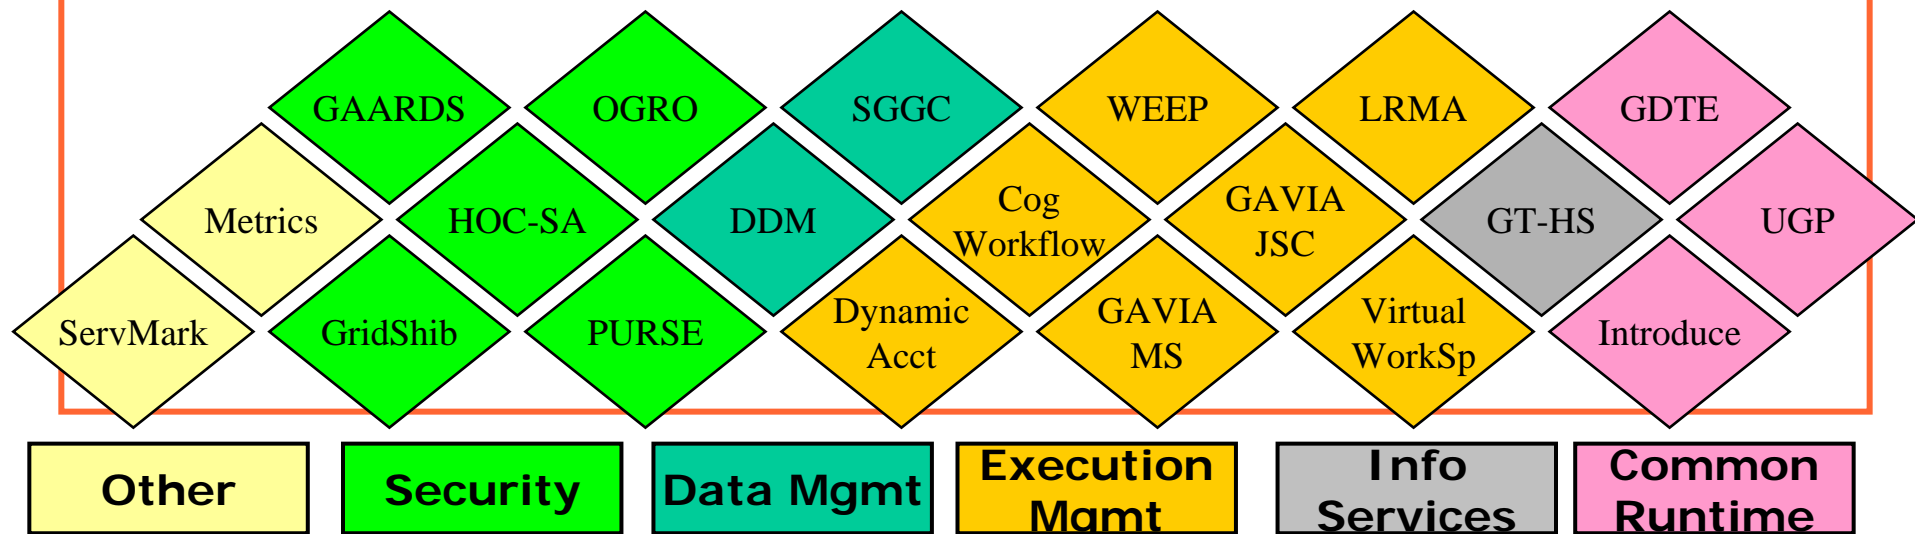 GAARDS
OGRO
SGGC
WEEP
LRMA
GDTE
Metrics
HOC-SA
DDM
Cog
Workflow
GAVIA
JSC
GT-HS
UGP
ServMark
GridShib
PURSE
Dynamic
Acct
GAVIA
MS
Virtual
WorkSp
Introduce
Other
Security
Data Mgmt
Execution
Mgmt
Info
Services
Common
Runtime